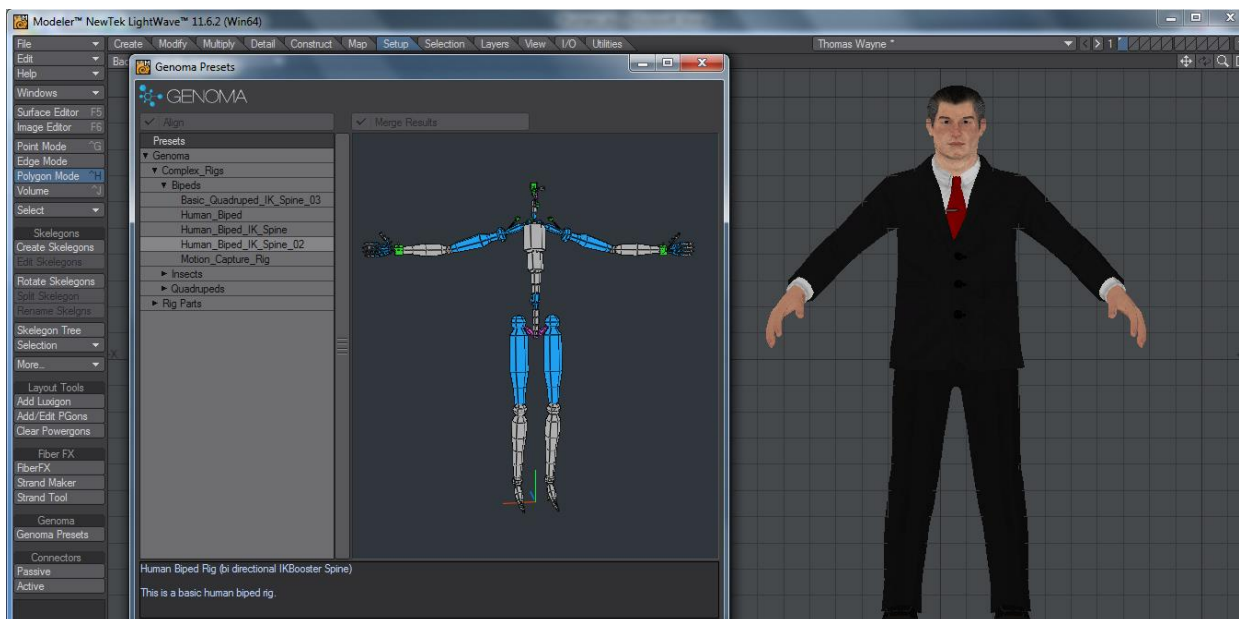 Modeler™ NewTek LightWave™ 11.6.2 (Win64)
File
Create Modify Multiply Detail Construct Map Setup Selection Layers View I/O Utilities
Thomas Wayne *
1
Edit
Help
Windows
Surface Editor F5
Image Editor F6
Point Mode ^G
Edge Mode
Polygon Mode ^H
Volume ^J
Select
Skelegons
Create Skelegons
Edit Skelegons
Rotate Skelegons
Split Skelegon
Rename Skelgns
Skelegon Tree
Selection
More...
Layout Tools
Add Luxigon
Add/Edit PGons
Clear Powergons
Fiber FX
FiberFX
Strand Maker
Strand Tool
Genoma
Genoma Presets
Connectors
Passive
Active
Genoma Presets
GENOMA
Align
Merge Results
Presets
Genoma
Complex_Rigs
Bipeds
Basic_Quadruped_IK_Spine_03
Human_Biped
Human_Biped_IK_Spine
Human_Biped_IK_Spine_02
Motion_Capture_Rig
Insects
Quadrupeds
Rig Parts
Human Biped Rig (bi directional IKBooster Spine)
This is a basic human biped rig.